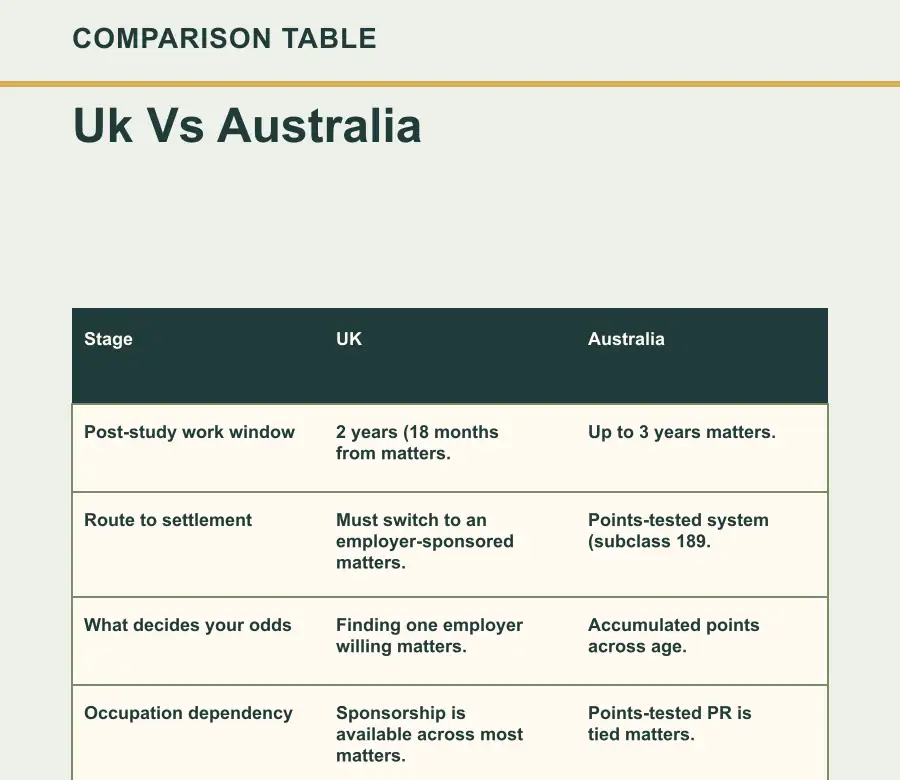 COMPARISON TABLE
Uk Vs Australia
Stage
UK
Australia
Post-study work window
2 years (18 months
from matters.
Up to 3 years matters.
Route to settlement
Must switch to an
employer-sponsored
matters.
Points-tested system
(subclass 189.
What decides your odds
Finding one employer
willing matters.
Accumulated points
across age.
Occupation dependency
Sponsorship is
available across most
matters.
Points-tested PR is
tied matters.